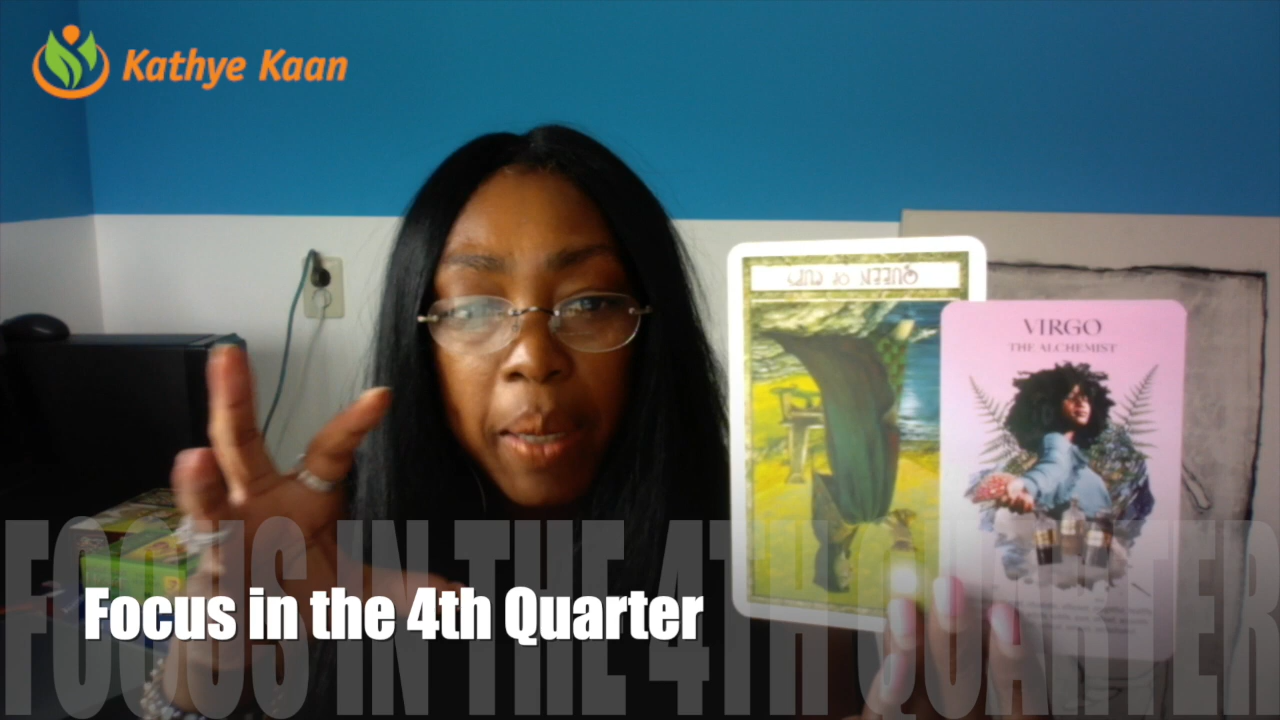 Kathye Kaan
QUEEN OF CUPS
VIRGO
THE ALCHEMIST
FOCUS IN THE 4TH QUARTER
Focus in the 4th Quarter